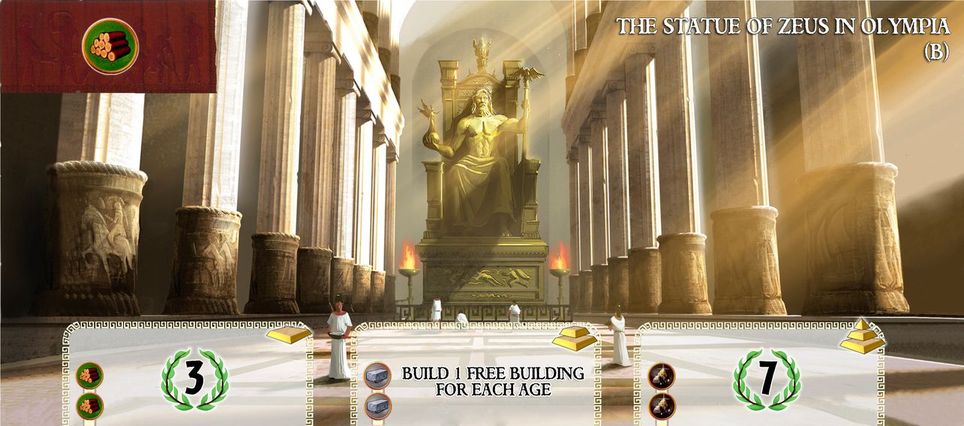 THE STATUE OF ZEUS IN OLYMPIA
(B)
3
BUILD 1 FREE BUILDING
FOR EACH AGE
7